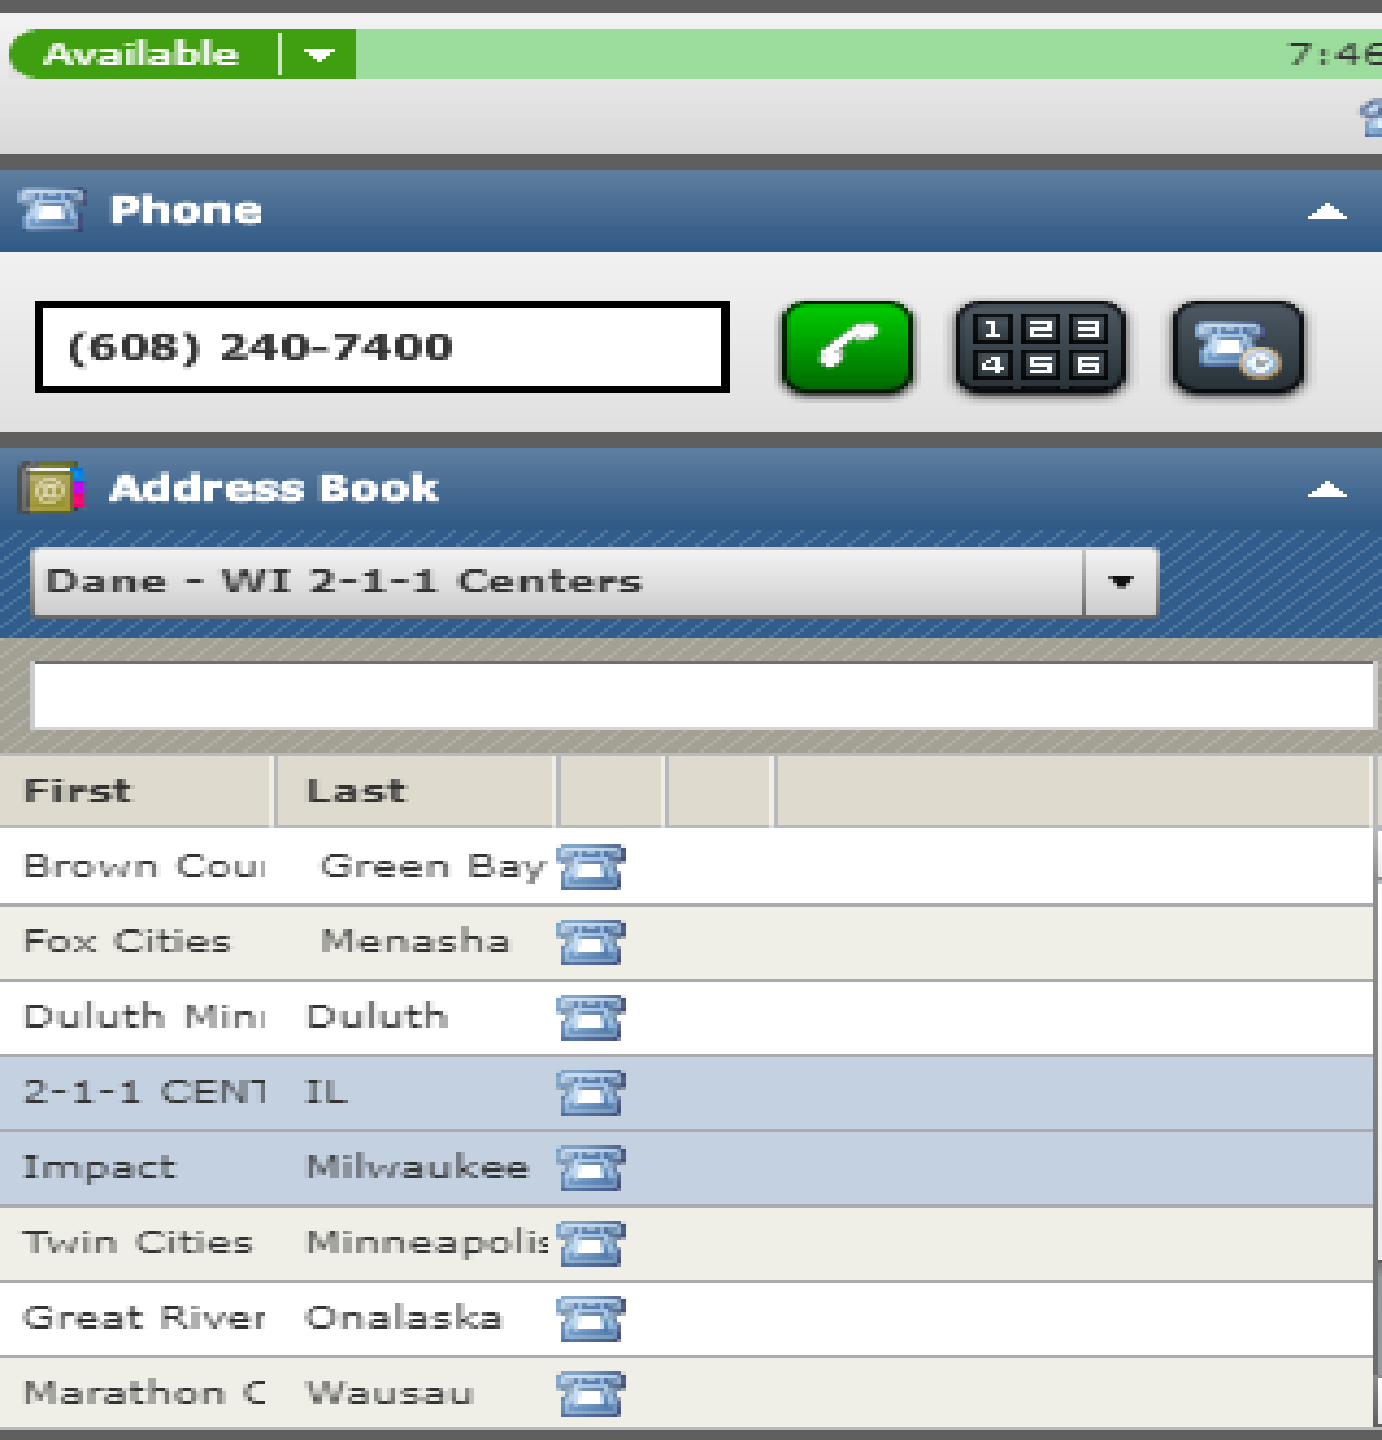 Available
7:46
Phone
(608) 240-7400
1 2 3
4 5 6
Address Book
@
Dane - WI 2-1-1 Centers
First Last
Brown Cou Green Bay
Fox Cities Menasha
Duluth Min Duluth
2-1-1 CENT IL
Impact Milwaukee
Twin Cities Minneapolis
Great River Onalaska
Marathon C Wausau